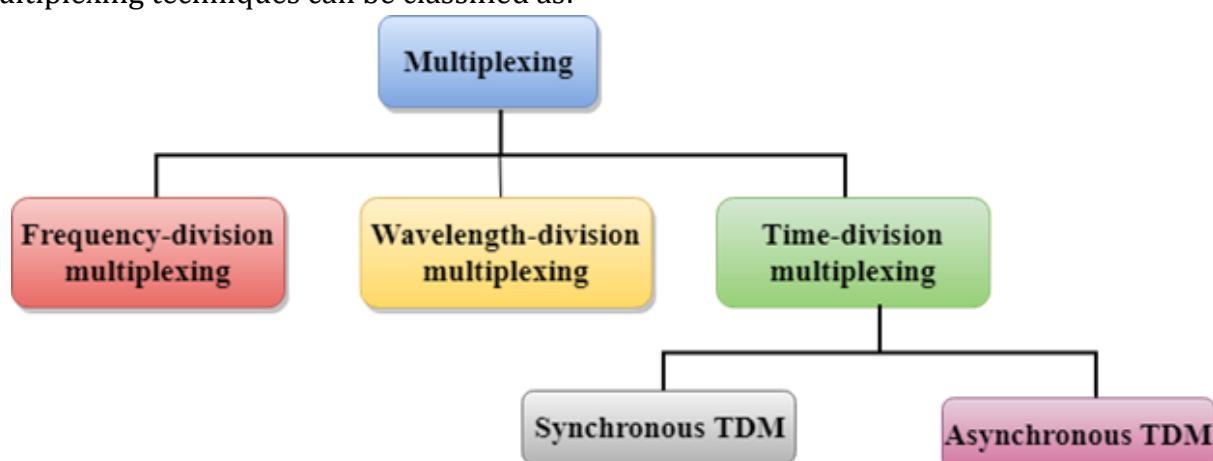 multiplexing techniques can be classified as:
Multiplexing
Frequency-division
multiplexing
Wavelength-division
multiplexing
Time-division
multiplexing
Synchronous TDM
Asynchronous TDM